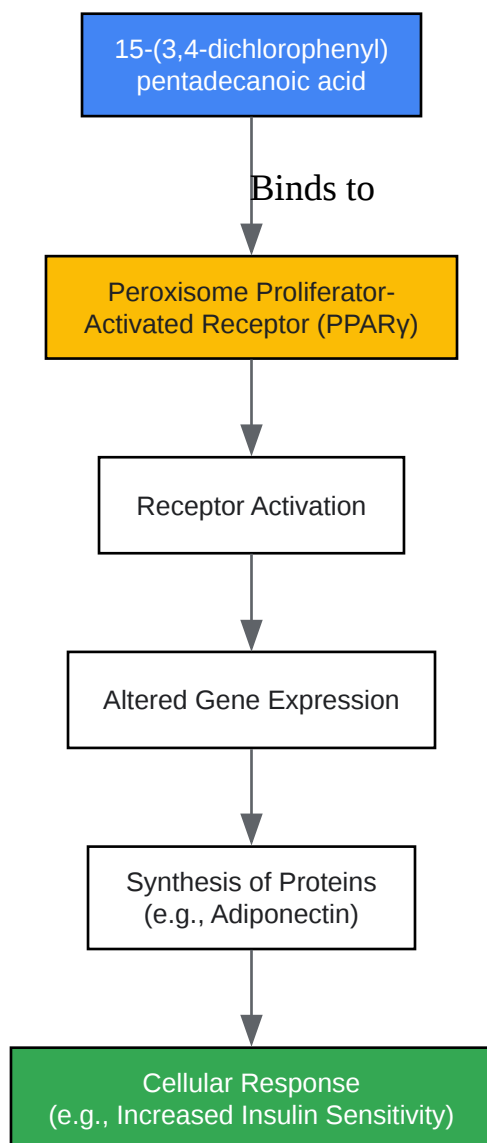 15-(3,4-dichlorophenyl)
pentadecanoic acid
Binds to
Peroxisome Proliferator-
Activated Receptor (PPARγ)
Receptor Activation
Altered Gene Expression
Synthesis of Proteins
(e.g., Adiponectin)
Cellular Response
(e.g., Increased Insulin Sensitivity)